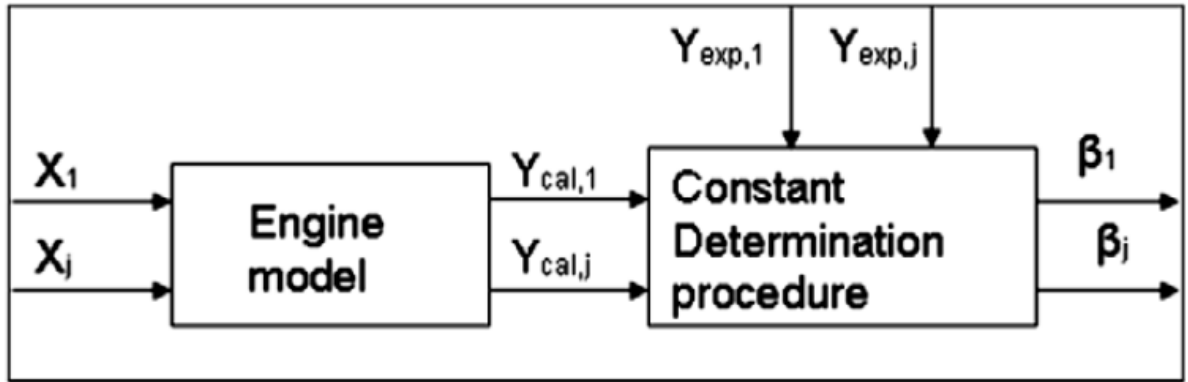 Yexp,1 Yexp,j
X1
Xj
Engine
model
Ycal,1
Ycal,j
Constant
Determination
procedure
β1
βj